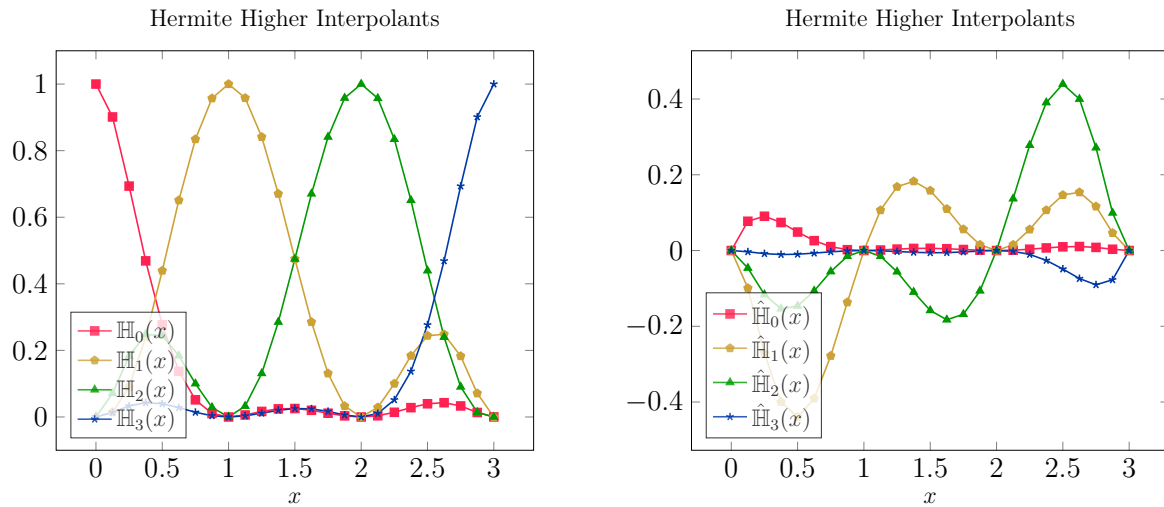 Hermite Higher Interpolants
1
0.8
0.6
0.4
0.2
0
ℍ₀(x)
ℍ₁(x)
ℍ₂(x)
ℍ₃(x)
0 0.5 1 1.5 2 2.5 3
x
Hermite Higher Interpolants
0.4
0.2
0
−0.2
−0.4
ℍ̂₀(x)
ℍ̂₁(x)
ℍ̂₂(x)
ℍ̂₃(x)
0 0.5 1 1.5 2 2.5 3
x